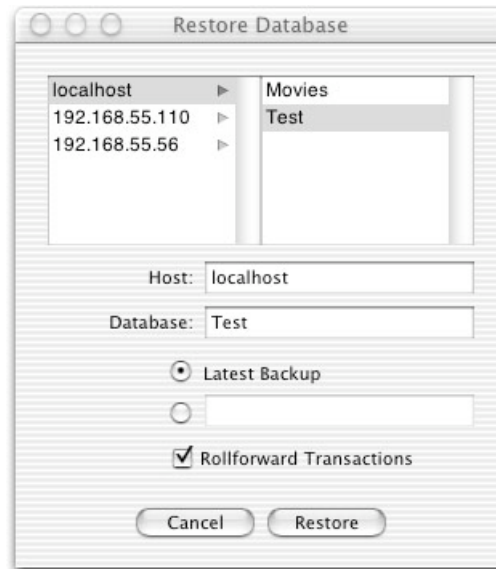 Restore Database
localhost
192.168.55.110
192.168.55.56
Movies
Test
Host: localhost
Database: Test
Latest Backup
Rollforward Transactions
Cancel Restore